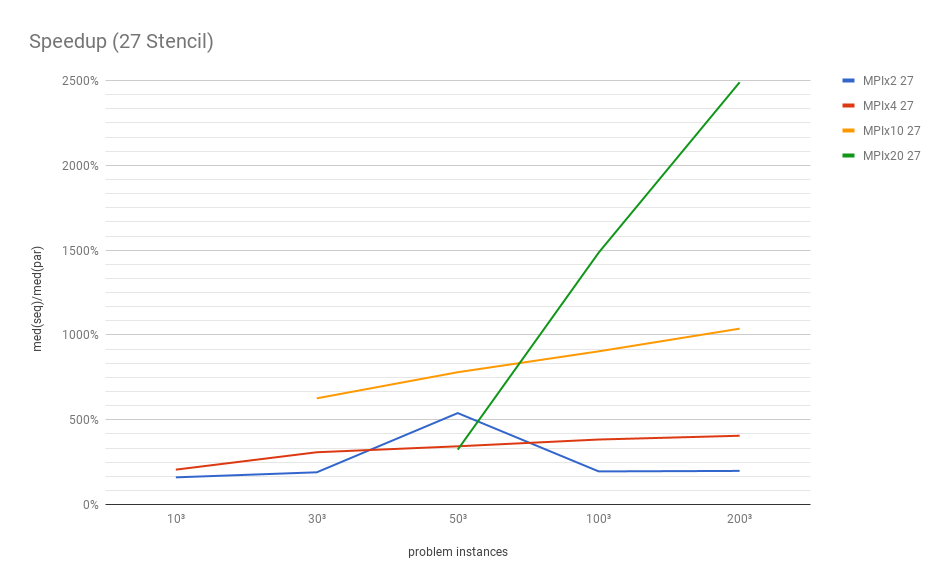 Speedup (27 Stencil)
2500%
2000%
1500%
1000%
500%
0%
med(seq)/med(par)
10³
30³
50³
100³
200³
problem instances
MPIx2 27
MPIx4 27
MPIx10 27
MPIx20 27